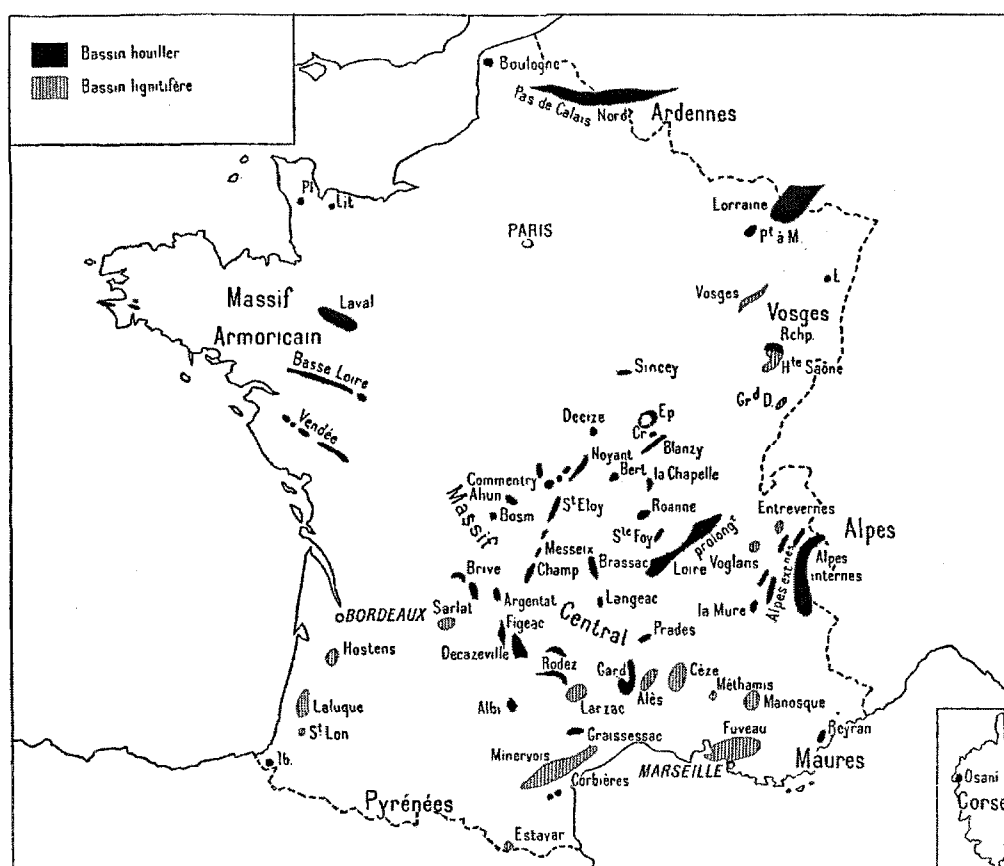 Bassin houiller
Bassin lignitifère
Boulogne
Pas de Calais
Nord
Ardennes
Pl
Lit
Lorraine
Pt à M.
PARIS
L
Vosges
Vosges
Massif
Armoricain
Laval
Rchp.
Hte Saône
Basse Loire
Sincey
Grd D.
Vendée
Decize
Ep
Cr
Blanzy
Noyant
Bert
la Chapelle
Commentry
Ahun
Bosm
St Eloy
Roanne
Entrevernes
Massif
Central
Ste Foy
prolongt
Alpes
Messeix
Champ
Brassac
Loire
Voglans
Alpes extnes
Alpes
internes
Brive
Argentat
Langeac
la Mure
BORDEAUX
Sarlat
Figeac
Prades
Hostens
Decazeville
Rodez
Gard
Cèze
Alès
Méthamis
Manosque
Laluque
Albi
Larzac
St Lon
Graissessac
Fuveau
Reyran
Ib.
Minervois
MARSEILLE
Maures
Corbières
Osani
Pyrénées
Corse
Estavar